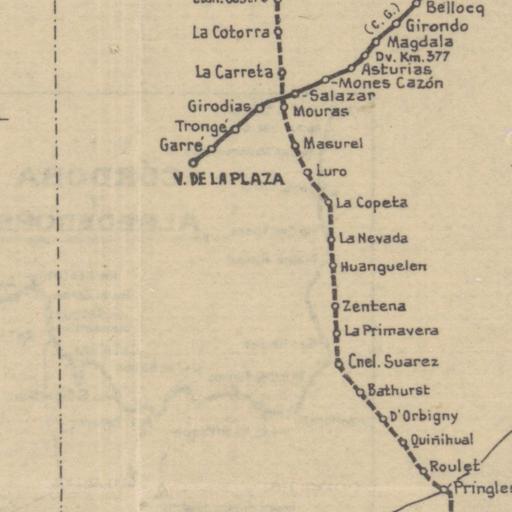 Bellocq
(C.G.)
Girondo
La Cotorra
Magdala
Dv. Km. 377
Asturias
La Carreta
Mones Cazón
Salazar
Girodias
Mouras
Trongé
Garré
Masurel
Luro
V. DE LA PLAZA
La Copeta
La Nevada
Huanguelen
Zentena
La Primavera
Cnel. Suarez
Bathurst
D'Orbigny
Quiñihual
Roulet
Pringles